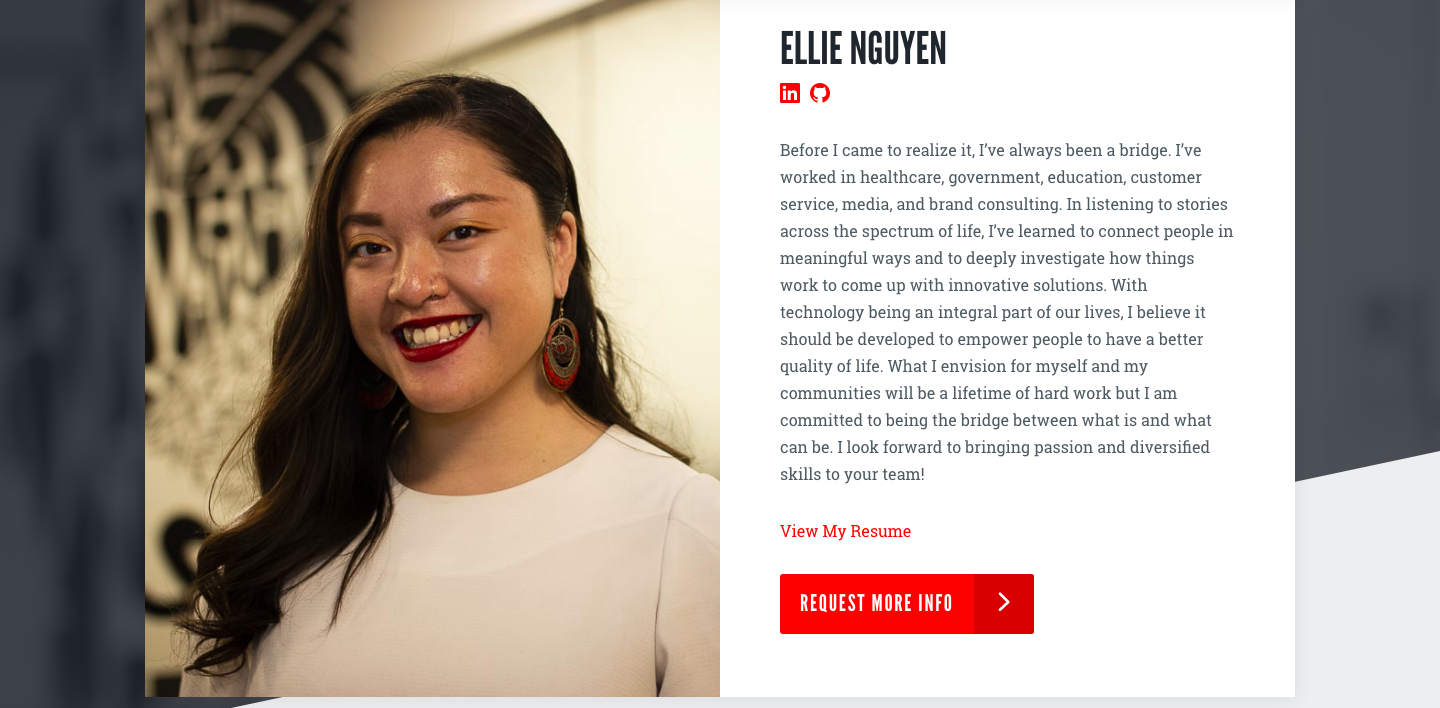 ELLIE NGUYEN
in
Before I came to realize it, I’ve always been a bridge. I’ve
worked in healthcare, government, education, customer
service, media, and brand consulting. In listening to stories
across the spectrum of life, I’ve learned to connect people in
meaningful ways and to deeply investigate how things
work to come up with innovative solutions. With
technology being an integral part of our lives, I believe it
should be developed to empower people to have a better
quality of life. What I envision for myself and my
communities will be a lifetime of hard work but I am
committed to being the bridge between what is and what
can be. I look forward to bringing passion and diversified
skills to your team!
View My Resume
REQUEST MORE INFO